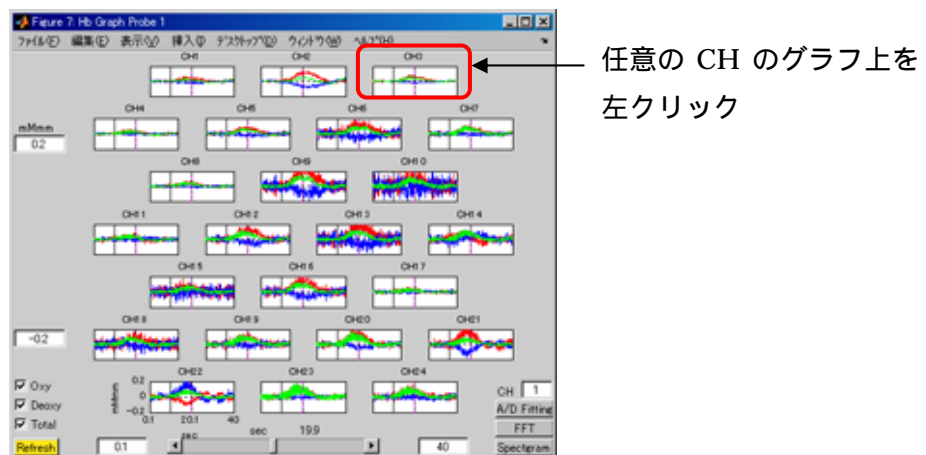 Figure 7: Hb Graph Probe 1
ファイル(F) 編集(E) 表示(V) 挿入(I) デスクトップ(D) ウィンドウ(W) ヘルプ(H)
CH1 CH2 CH3
任意の CH のグラフ上を
左クリック
CH4 CH5 CH6 CH7
mMmm
0.2
CH8 CH9 CH10
CH11 CH12 CH13 CH14
CH15 CH16 CH17
CH18 CH19 CH20 CH21
-0.2
CH22 CH23 CH24
Oxy
Deoxy
Total
mMmm
0.2
0
-0.2
0.1 20.1 40
sec
sec 19.9
CH 1
A/D Fitting
FFT
Refresh 0.1 40 Specteram